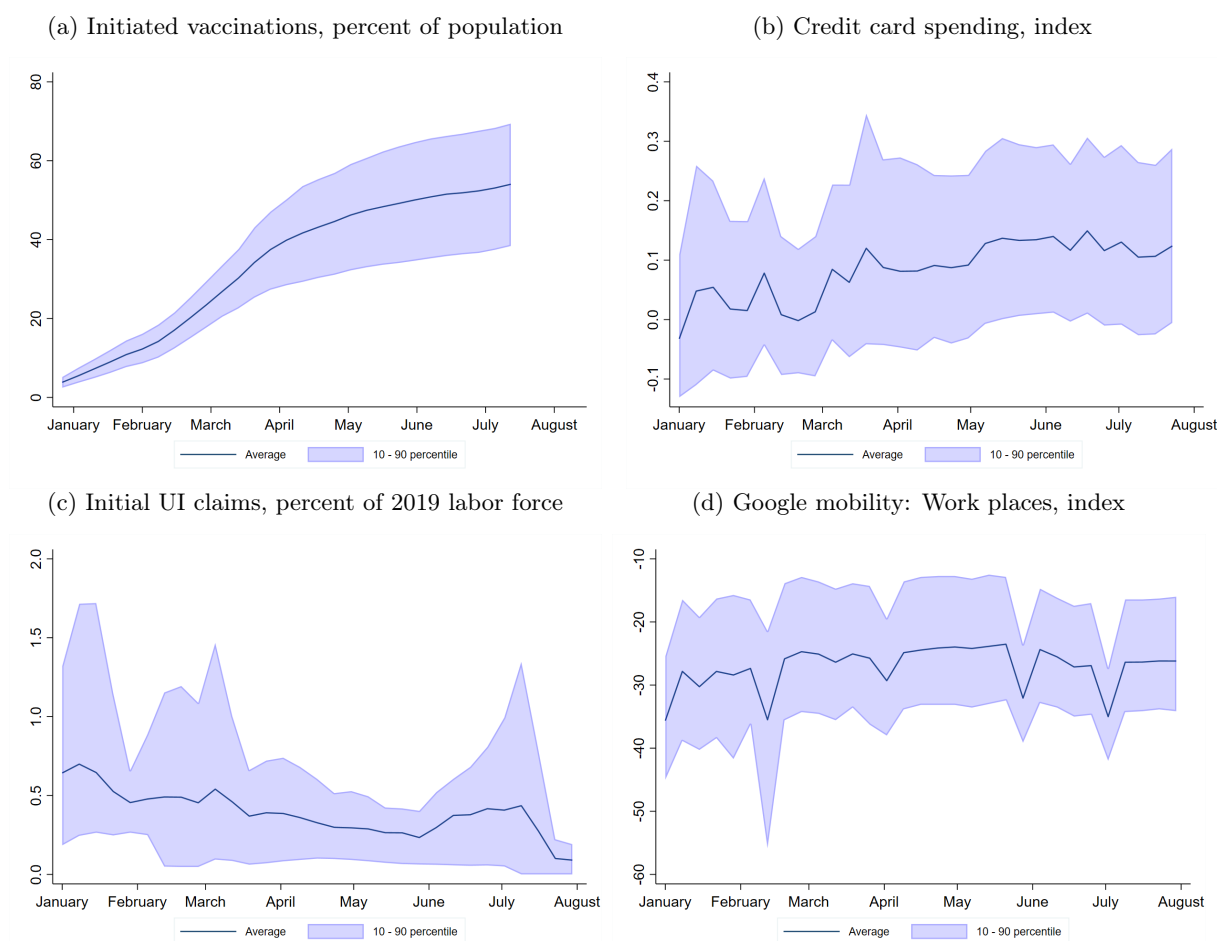 (a) Initiated vaccinations, percent of population
80
60
40
20
0
January February March April May June July August
Average 10 - 90 percentile
(b) Credit card spending, index
0.4
0.3
0.2
0.1
0.0
-0.1
January February March April May June July August
Average 10 - 90 percentile
(c) Initial UI claims, percent of 2019 labor force
2.0
1.5
1.0
0.5
0.0
January February March April May June July August
Average 10 - 90 percentile
(d) Google mobility: Work places, index
-10
-20
-30
-40
-50
-60
January February March April May June July August
Average 10 - 90 percentile